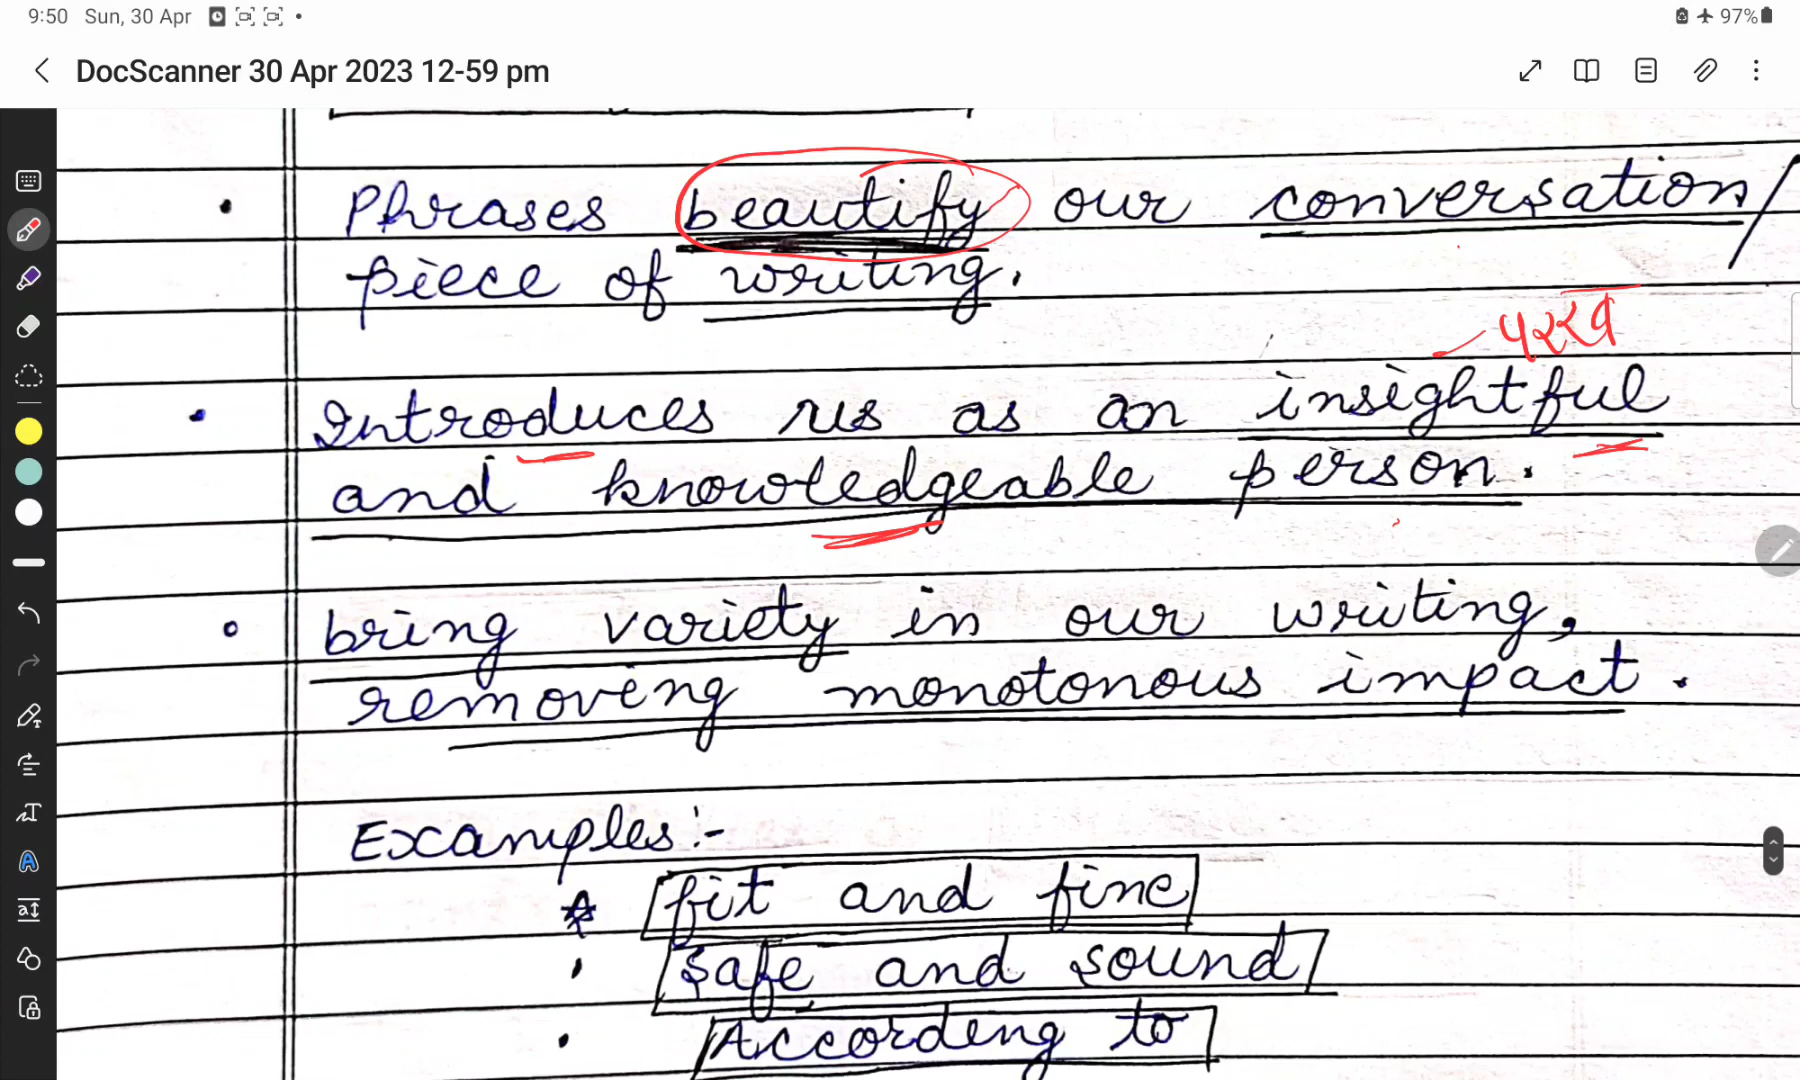 9:50 Sun, 30 Apr
97%
DocScanner 30 Apr 2023 12-59 pm
Phrases beautify our conversation/
piece of writing.
Introduces us as an insightful
and knowledgeable person.
bring variety in our writing,
removing monotonous impact.
Examples:-
fit and fine
safe and sound
According to